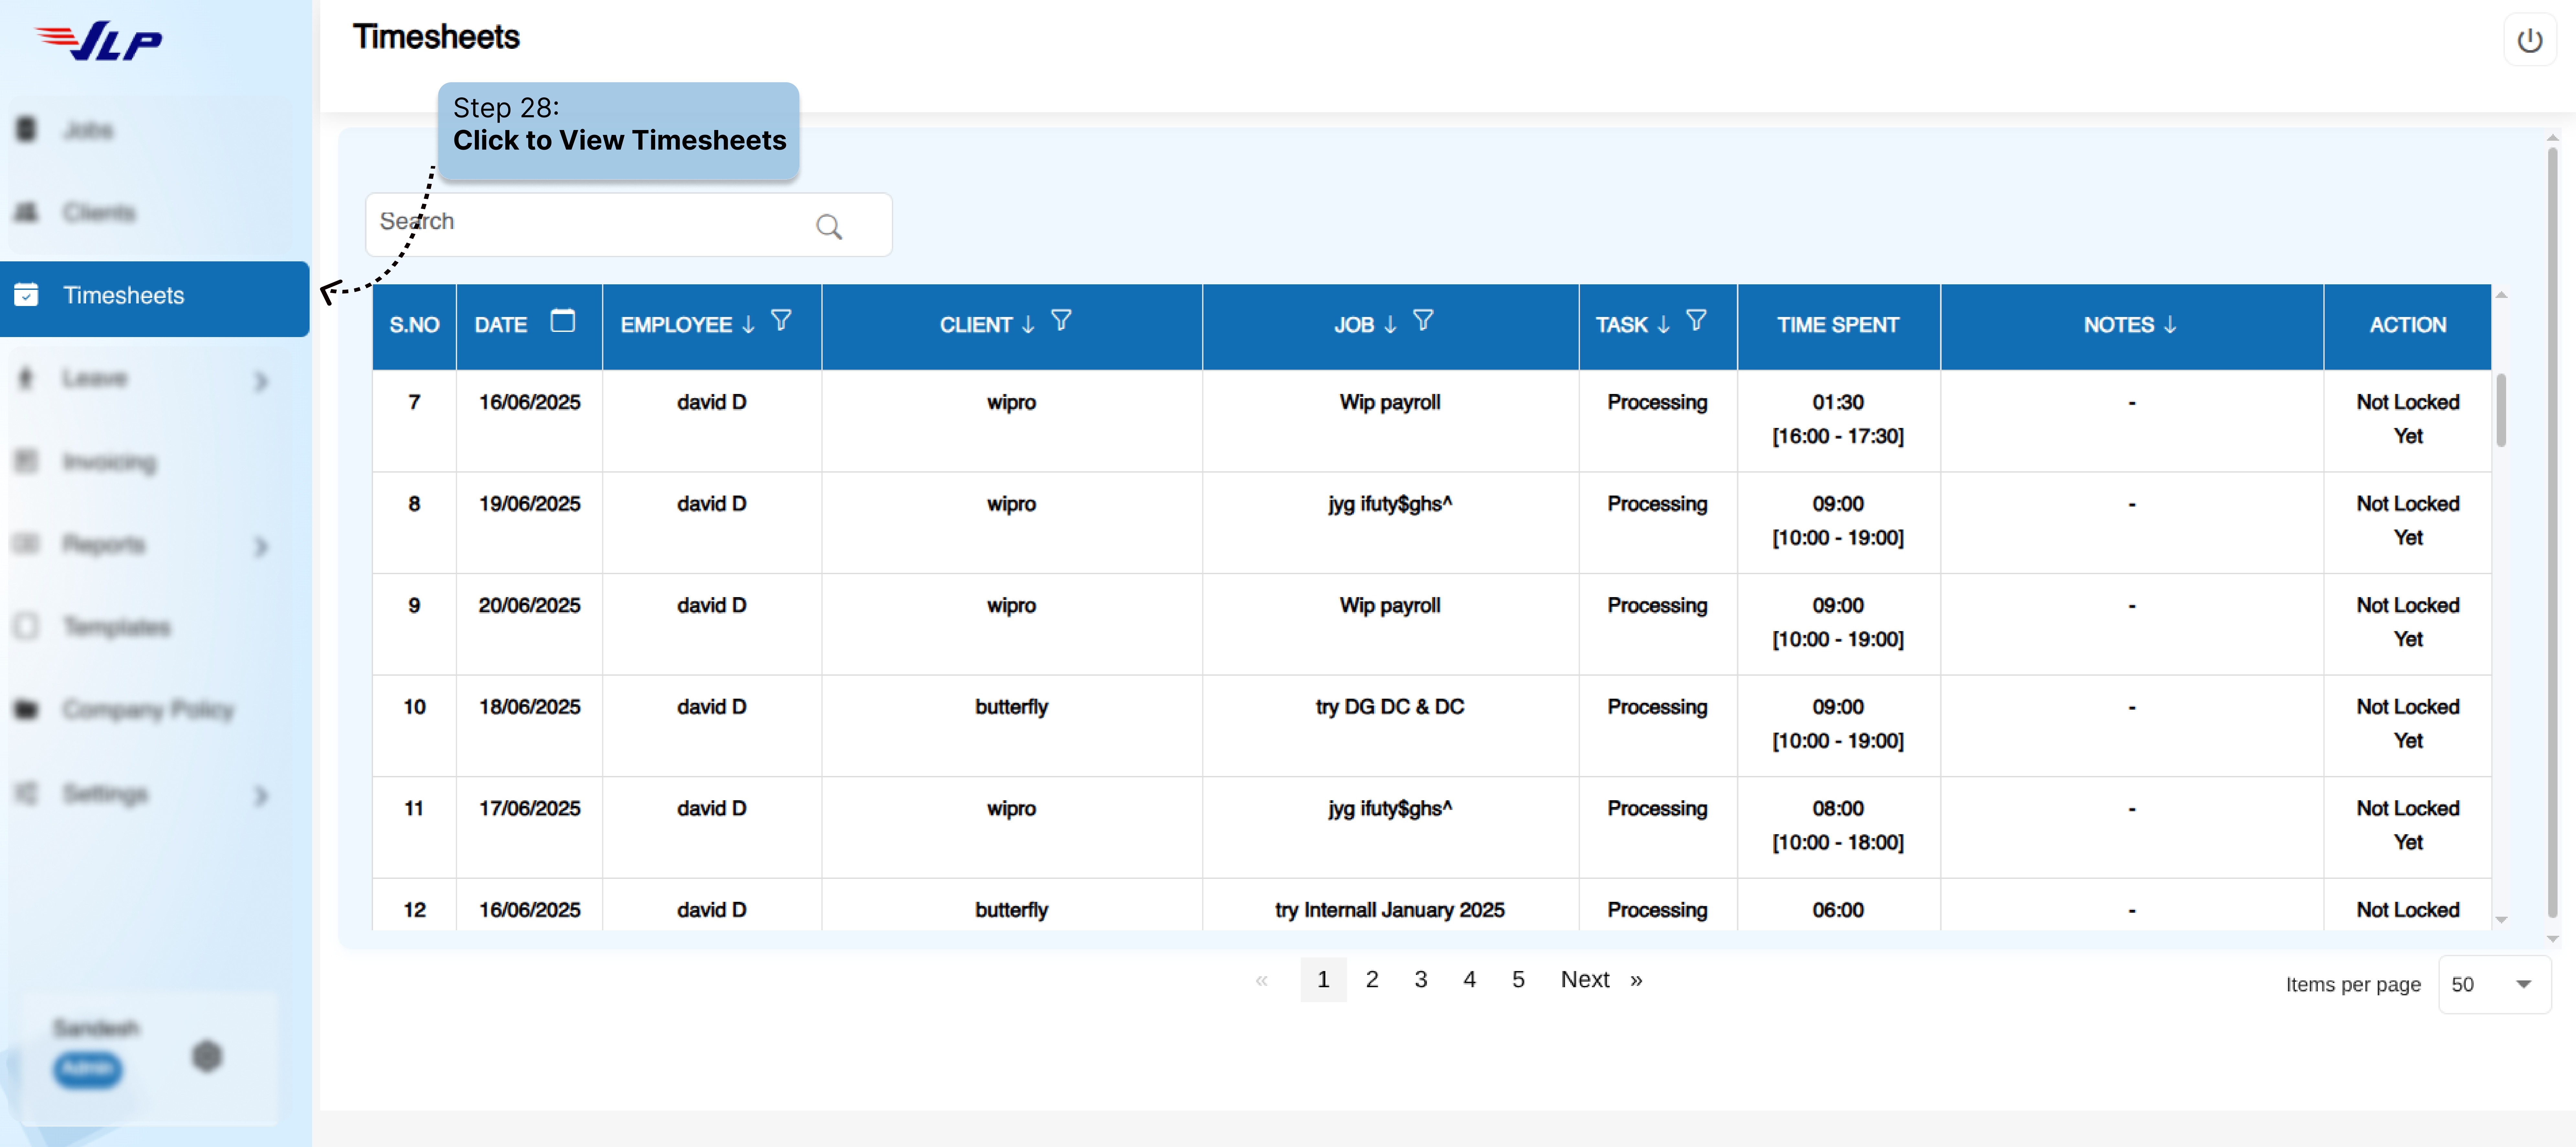 JLP
Timesheets
Step 28:
Click to View Timesheets
Jobs
Clients
Timesheets
Leave
Invoicing
Reports
Templates
Company Policy
Settings
Sandesh
Admin
Search
S.NO DATE EMPLOYEE ↓ CLIENT ↓ JOB ↓ TASK ↓ TIME SPENT NOTES ↓ ACTION
7 16/06/2025 david D wipro Wip payroll Processing 01:30 - Not Locked
[16:00 - 17:30] Yet
8 19/06/2025 david D wipro jyg ifuty$ghs^ Processing 09:00 - Not Locked
[10:00 - 19:00] Yet
9 20/06/2025 david D wipro Wip payroll Processing 09:00 - Not Locked
[10:00 - 19:00] Yet
10 18/06/2025 david D butterfly try DG DC & DC Processing 09:00 - Not Locked
[10:00 - 19:00] Yet
11 17/06/2025 david D wipro jyg ifuty$ghs^ Processing 08:00 - Not Locked
[10:00 - 18:00] Yet
12 16/06/2025 david D butterfly try Internall January 2025 Processing 06:00 - Not Locked
« 1 2 3 4 5 Next »
Items per page 50